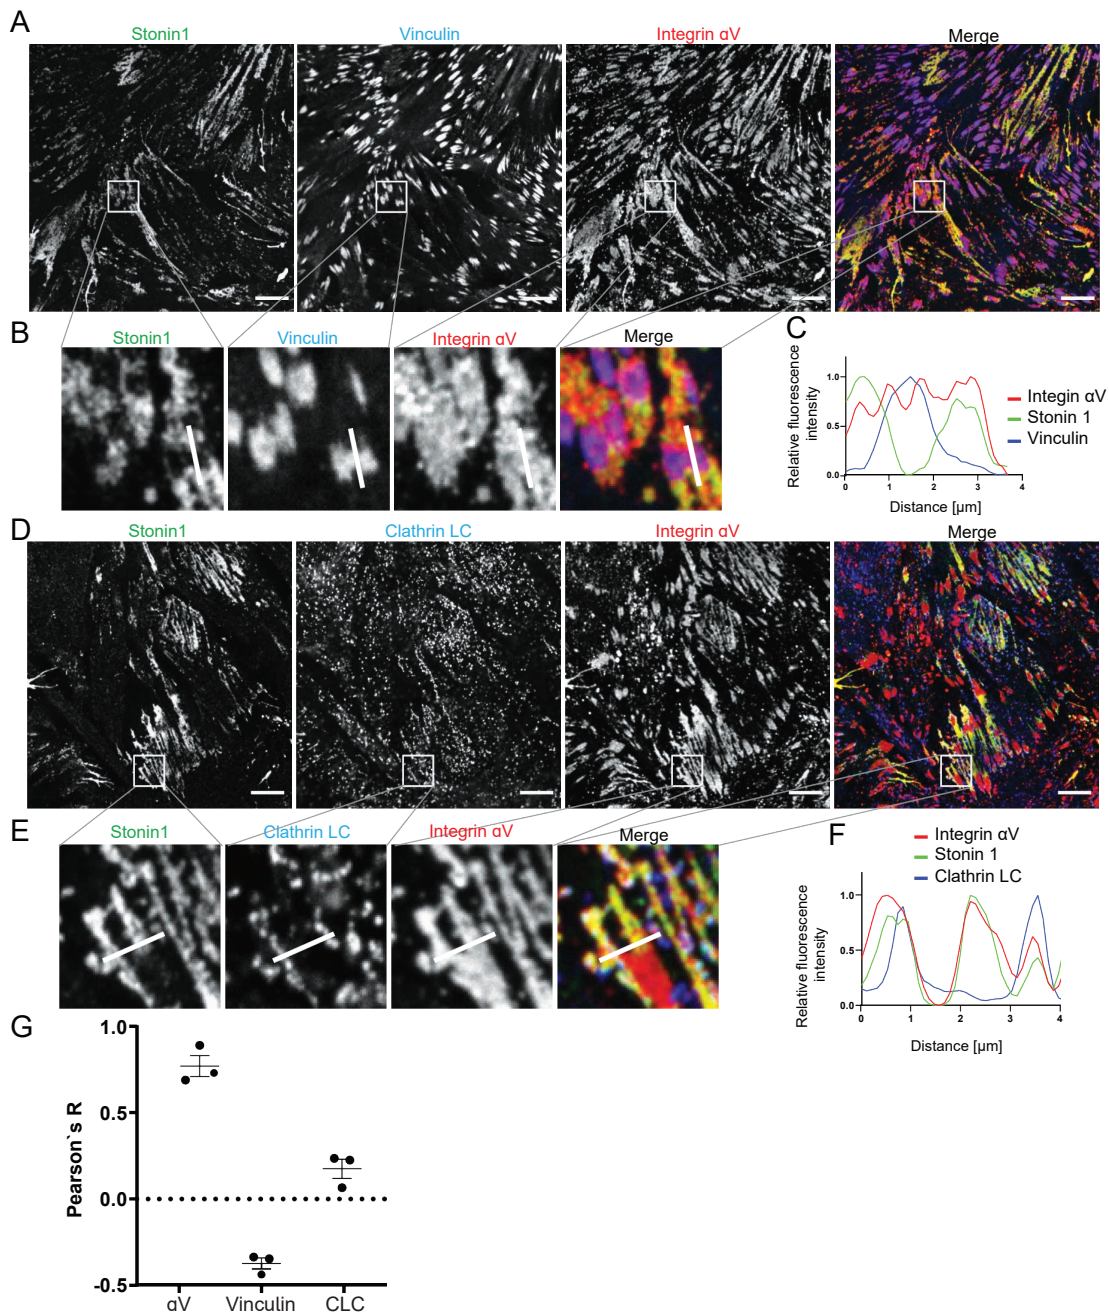 A
Stonin1 Vinculin Integrin αV Merge
B
Stonin1 Vinculin Integrin αV Merge
C
Relative fluorescence
intensity
1.0
0.5
0.0
0 1 2 3 4
Distance [µm]
Integin αV
Stonin 1
Vinculin
D
Stonin1 Clathrin LC Integrin αV Merge
E
Stonin1 Clathrin LC Integrin αV Merge
F
Integrin αV
Stonin 1
Clathrin LC
Relative fluorescence
intensity
1.0
0.5
0.0
0 1 2 3 4
Distance [µm]
G
Pearson`s R
1.0
0.5
0.0
-0.5
αV Vinculin CLC